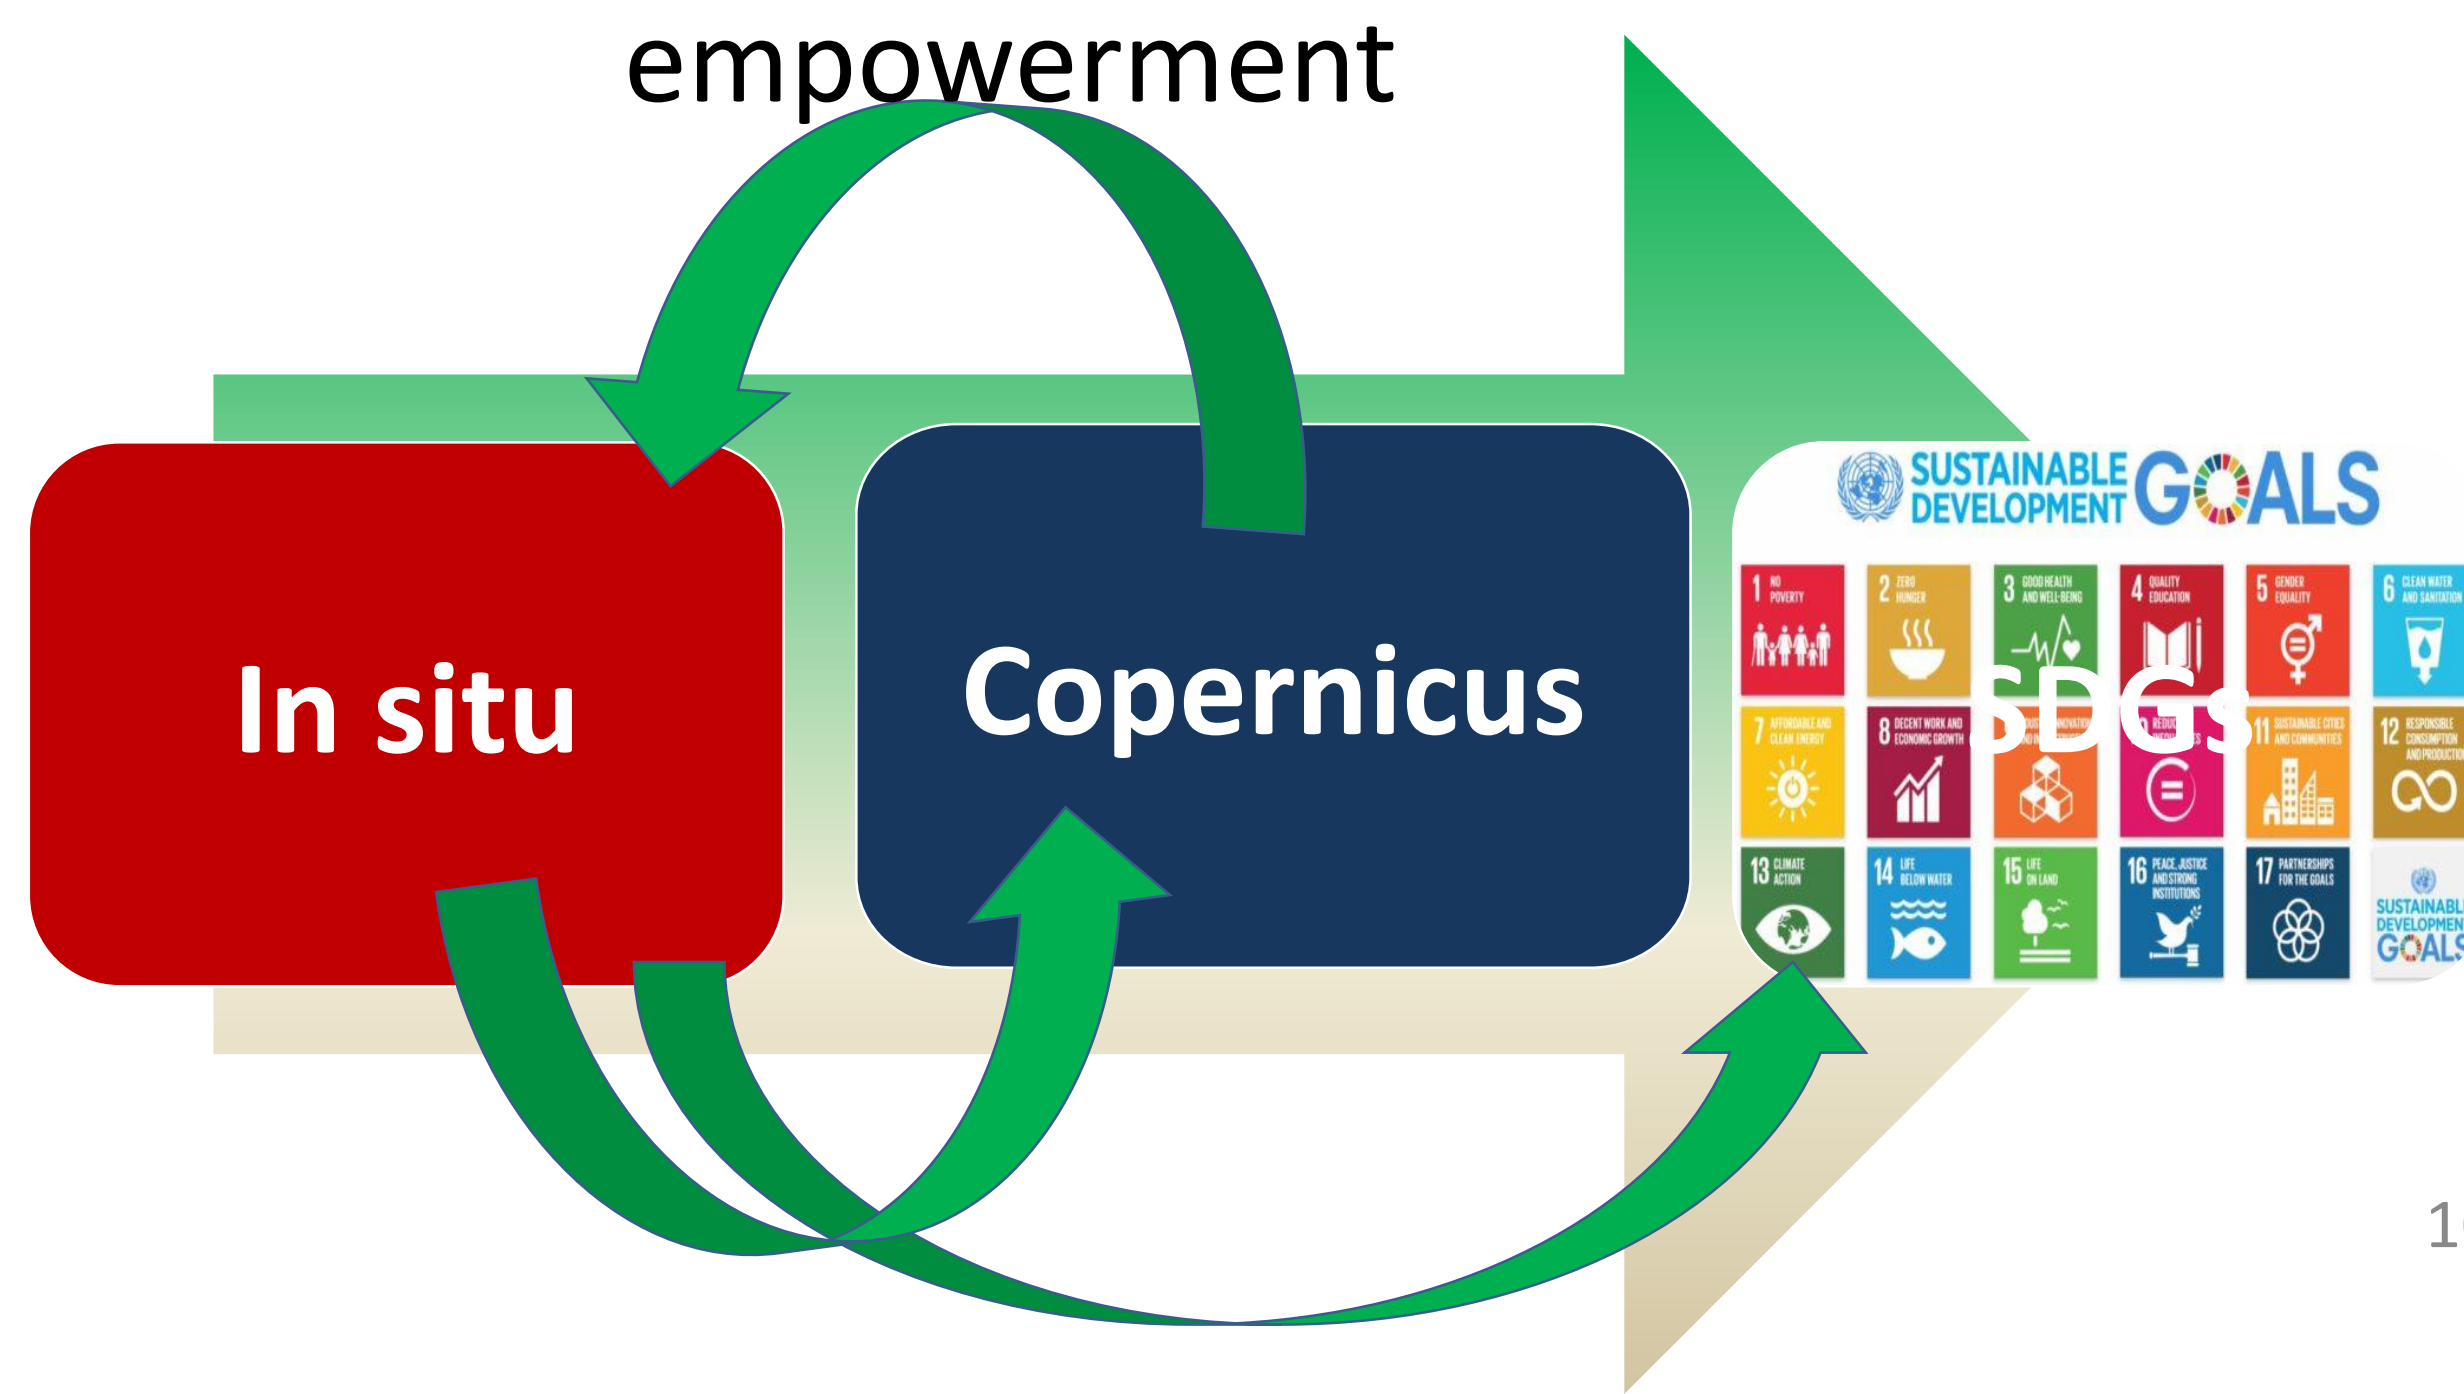 empowerment
In situ
Copernicus
SDGs
SUSTAINABLE
DEVELOPMENT
GOALS
1 NO
POVERTY
2 ZERO
HUNGER
3 GOOD HEALTH
AND WELL-BEING
4 QUALITY
EDUCATION
5 GENDER
EQUALITY
6 CLEAN WATER
AND SANITATION
7 AFFORDABLE AND
CLEAN ENERGY
8 DECENT WORK AND
ECONOMIC GROWTH
11 SUSTAINABLE CITIES
AND COMMUNITIES
12 RESPONSIBLE
CONSUMPTION
AND PRODUCTION
13 CLIMATE
ACTION
14 LIFE
BELOW WATER
15 LIFE
ON LAND
16 PEACE, JUSTICE
AND STRONG
INSTITUTIONS
17 PARTNERSHIPS
FOR THE GOALS
SUSTAINABLE
DEVELOPMENT
GOALS